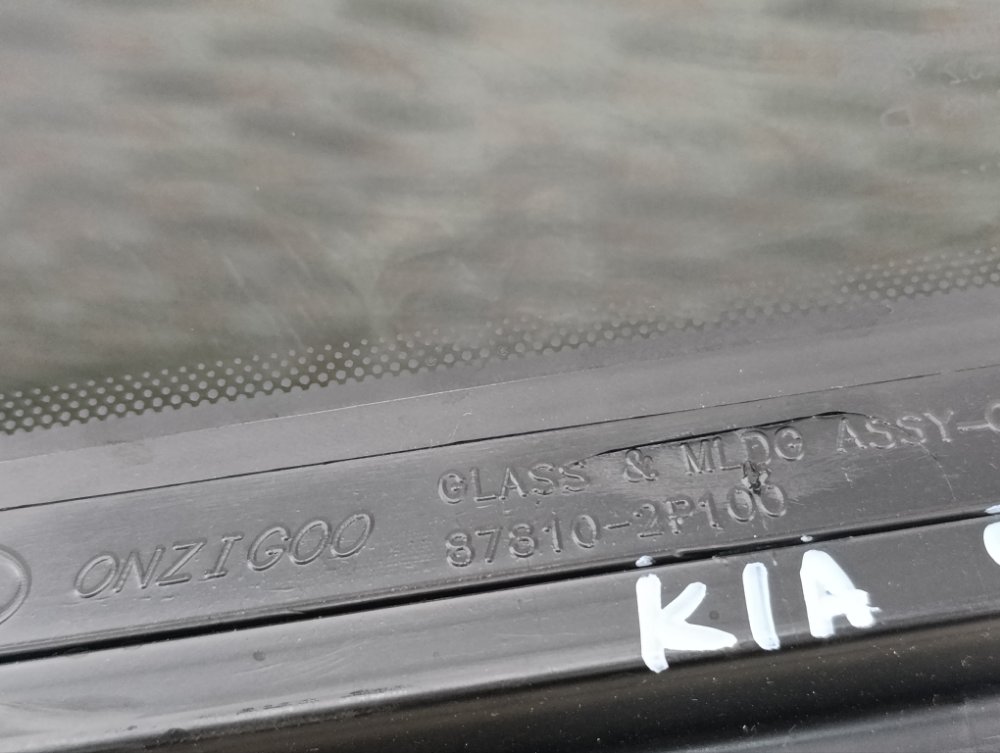 GLASS & MLDG ASSY-
ONZIGOO
87810-2P100
KIA